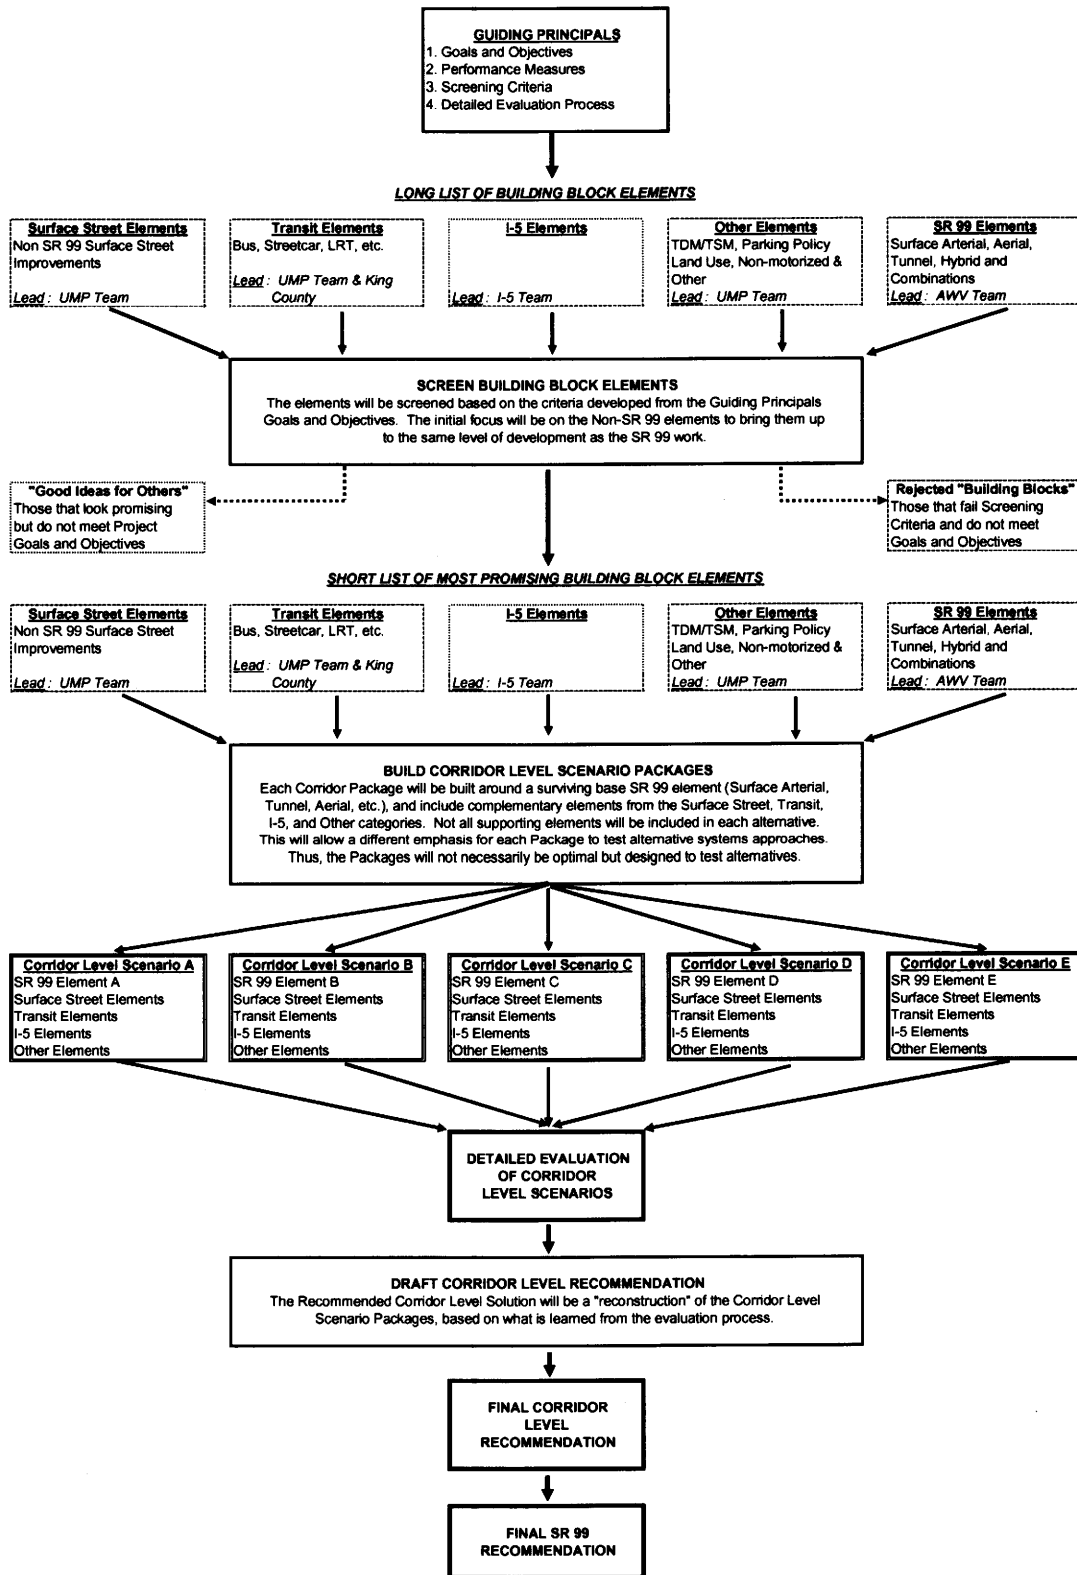 GUIDING PRINCIPALS
1. Goals and Objectives
2. Performance Measures
3. Screening Criteria
4. Detailed Evaluation Process
LONG LIST OF BUILDING BLOCK ELEMENTS
Surface Street Elements
Non SR 99 Surface Street
Improvements
Lead: UMP Team
Transit Elements
Bus, Streetcar, LRT, etc.
Lead: UMP Team & King
County
I-5 Elements
Lead: I-5 Team
Other Elements
TDM/TSM, Parking Policy
Land Use, Non-motorized &
Other
Lead: UMP Team
SR 99 Elements
Surface Arterial, Aerial,
Tunnel, Hybrid and
Combinations
Lead: AWV Team
SCREEN BUILDING BLOCK ELEMENTS
The elements will be screened based on the criteria developed from the Guiding Principals
Goals and Objectives. The initial focus will be on the Non-SR 99 elements to bring them up
to the same level of development as the SR 99 work.
"Good Ideas for Others"
Those that look promising
but do not meet Project
Goals and Objectives
Rejected "Building Blocks"
Those that fail Screening
Criteria and do not meet
Goals and Objectives
SHORT LIST OF MOST PROMISING BUILDING BLOCK ELEMENTS
Surface Street Elements
Non SR 99 Surface Street
Improvements
Lead: UMP Team
Transit Elements
Bus, Streetcar, LRT, etc.
Lead: UMP Team & King
County
I-5 Elements
Lead: I-5 Team
Other Elements
TDM/TSM, Parking Policy
Land Use, Non-motorized &
Other
Lead: UMP Team
SR 99 Elements
Surface Arterial, Aerial,
Tunnel, Hybrid and
Combinations
Lead: AWV Team
BUILD CORRIDOR LEVEL SCENARIO PACKAGES
Each Corridor Package will be built around a surviving base SR 99 element (Surface Arterial,
Tunnel, Aerial, etc.), and include complementary elements from the Surface Street, Transit,
I-5, and Other categories. Not all supporting elements will be included in each alternative.
This will allow a different emphasis for each Package to test alternative systems approaches.
Thus, the Packages will not necessarily be optimal but designed to test alternatives.
Corridor Level Scenario A
SR 99 Element A
Surface Street Elements
Transit Elements
I-5 Elements
Other Elements
Corridor Level Scenario B
SR 99 Element B
Surface Street Elements
Transit Elements
I-5 Elements
Other Elements
Corridor Level Scenario C
SR 99 Element C
Surface Street Elements
Transit Elements
I-5 Elements
Other Elements
Corridor Level Scenario D
SR 99 Element D
Surface Street Elements
Transit Elements
I-5 Elements
Other Elements
Corridor Level Scenario E
SR 99 Element E
Surface Street Elements
Transit Elements
I-5 Elements
Other Elements
DETAILED EVALUATION
OF CORRIDOR
LEVEL SCENARIOS
DRAFT CORRIDOR LEVEL RECOMMENDATION
The Recommended Corridor Level Solution will be a "reconstruction" of the Corridor Level
Scenario Packages, based on what is learned from the evaluation process.
FINAL CORRIDOR
LEVEL
RECOMMENDATION
FINAL SR 99
RECOMMENDATION